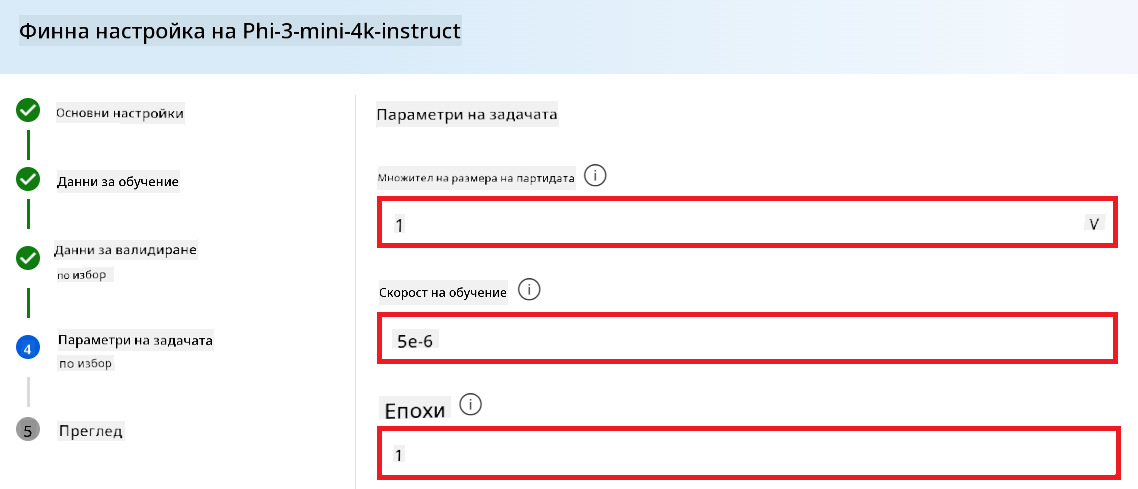 Финна настройка на Phi-3-mini-4k-instruct
Основни настройки
Данни за обучение
Данни за валидиране
по избор
4
Параметри на задачата
по избор
5
Преглед
Параметри на задачата
Множител на размера на партидата
1
V
Скорост на обучение
5e-6
Епохи
1